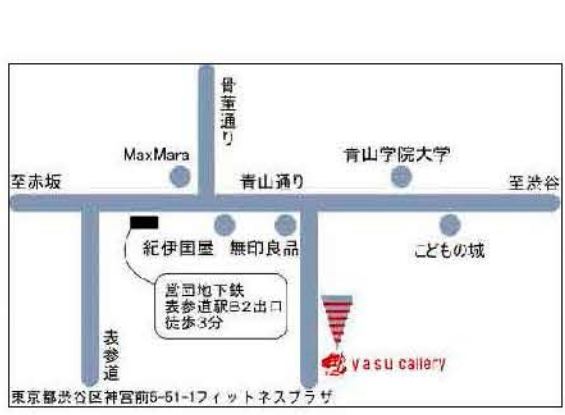 骨董通り
MaxMara
青山学院大学
至赤坂
青山通り
至渋谷
紀伊国屋
無印良品
こどもの城
営団地下鉄
表参道駅B2出口
徒歩3分
表参道
yasu gallery
東京都渋谷区神宮前5-51-1フィットネスプラザ